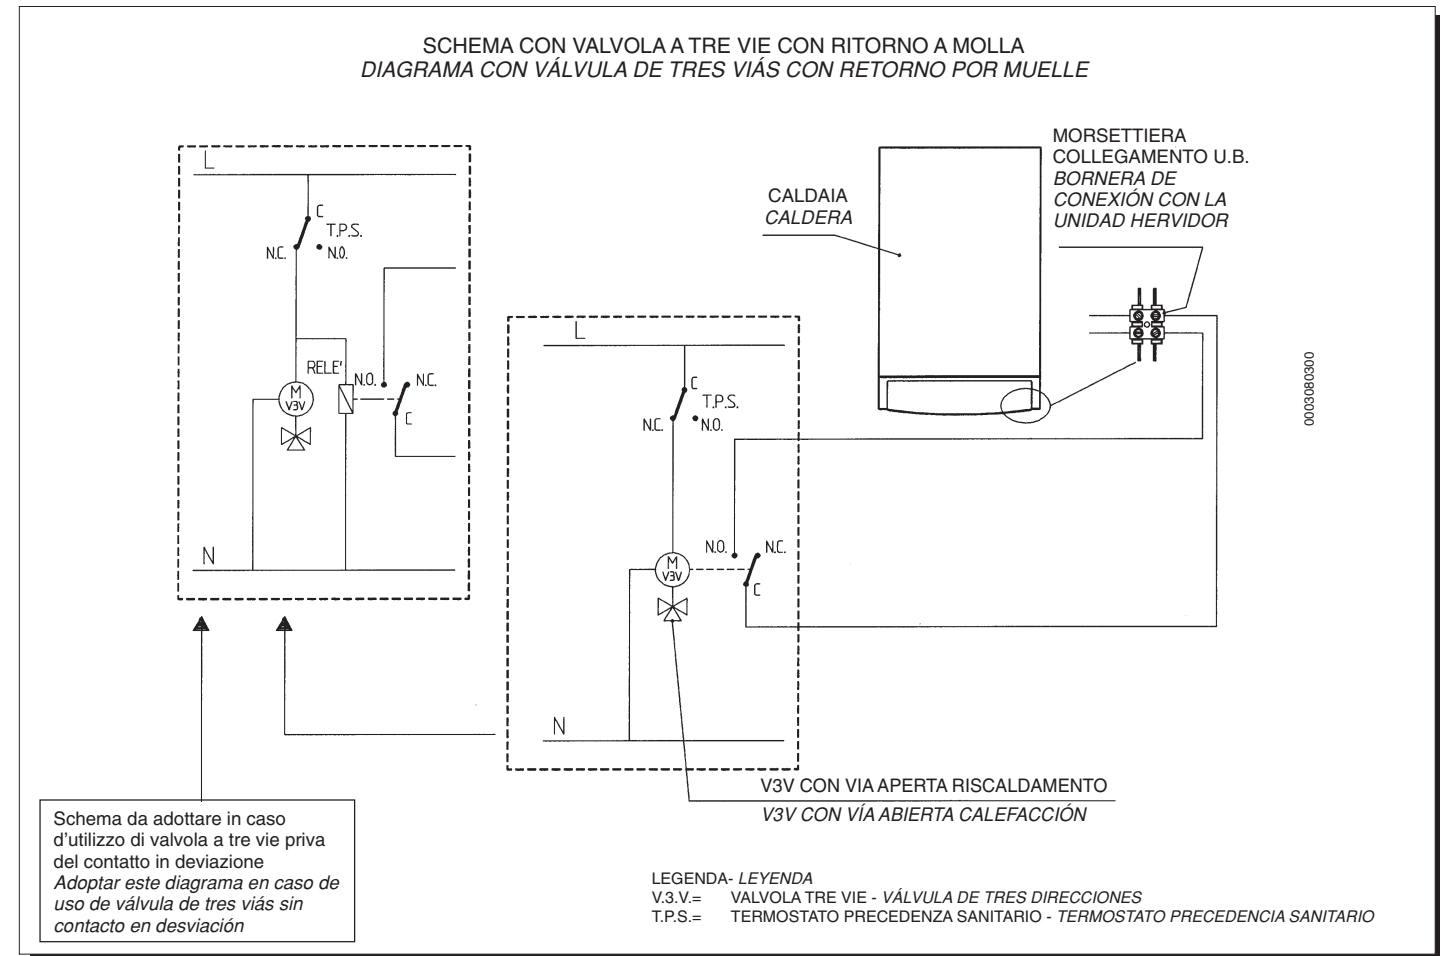 SCHEMA CON VALVOLA A TRE VIE CON RITORNO A MOLLA
DIAGRAMA CON VÁLVULA DE TRES VIÁS CON RETORNO POR MUELLE
MORSETTIERA
COLLEGAMENTO U.B.
BORNERA DE
CONEXIÓN CON LA
UNIDAD HERVIDOR
CALDAIA
CALDERA
L
C
T.P.S.
N.C.
N.O.
RELE'
N.O.
N.C.
M
V3V
C
N
L
C
T.P.S.
N.C.
N.O.
N.O.
N.C.
M
V3V
C
N
0003080300
V3V CON VIA APERTA RISCALDAMENTO
V3V CON VÍA ABIERTA CALEFACCIÓN
Schema da adottare in caso
d'utilizzo di valvola a tre vie priva
del contatto in deviazione
Adoptar este diagrama en caso de
uso de válvula de tres viás sin
contacto en desviación
LEGENDA- LEYENDA
V.3.V.= VALVOLA TRE VIE - VÁLVULA DE TRES DIRECCIONES
T.P.S.= TERMOSTATO PRECEDENZA SANITARIO - TERMOSTATO PRECEDENCIA SANITARIO